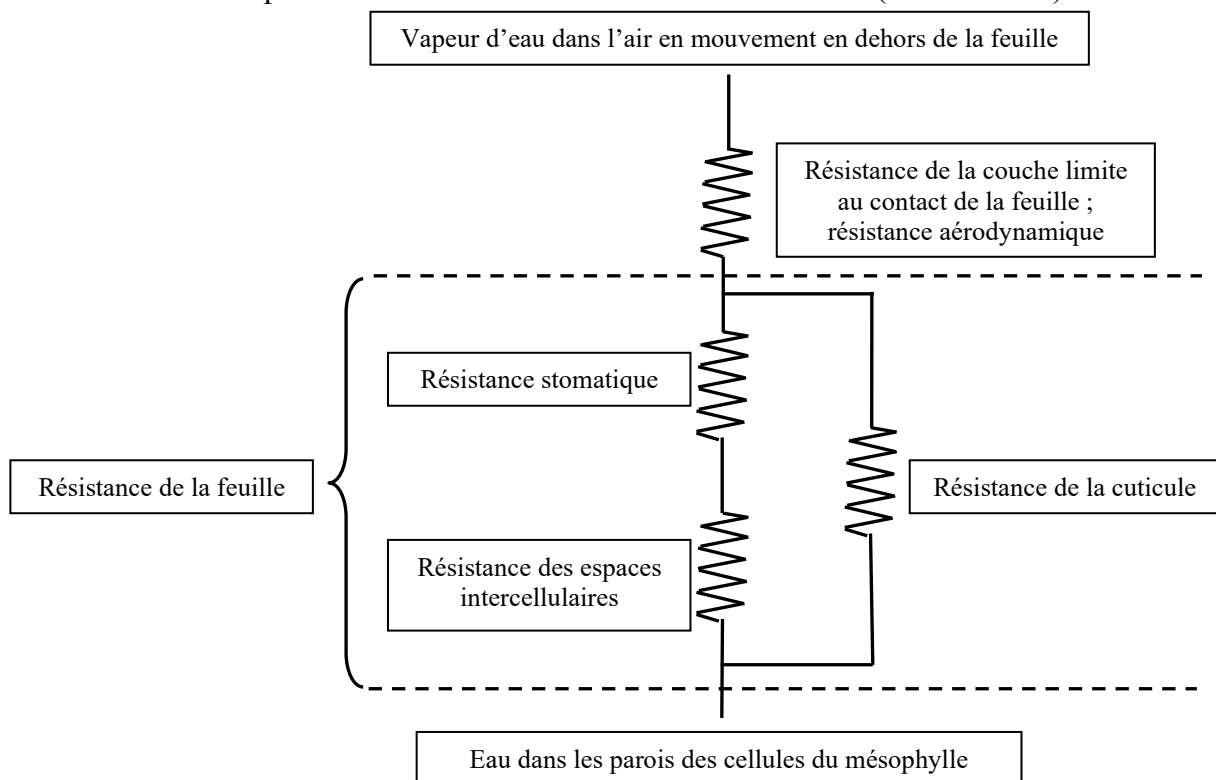 Vapeur d’eau dans l’air en mouvement en dehors de la feuille
Résistance de la couche limite
au contact de la feuille ;
résistance aérodynamique
Résistance stomatique
Résistance de la feuille
Résistance de la cuticule
Résistance des espaces
intercellulaires
Eau dans les parois des cellules du mésophylle